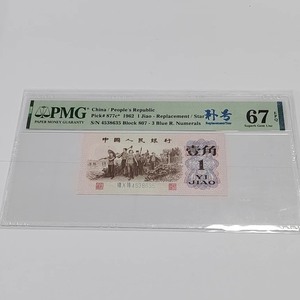 PMG
PAPER MONEY GUARANTY
China / People's Republic
Pick# 877c* 1962 1 Jiao - Replacement / Star
S/N 4538635 Block 867 - 3 Blue R. Numerals
补号
Replacement/Star
67 EPQ
Superb Gem Unc
中国人民银行
壹角
1
YI JIAO